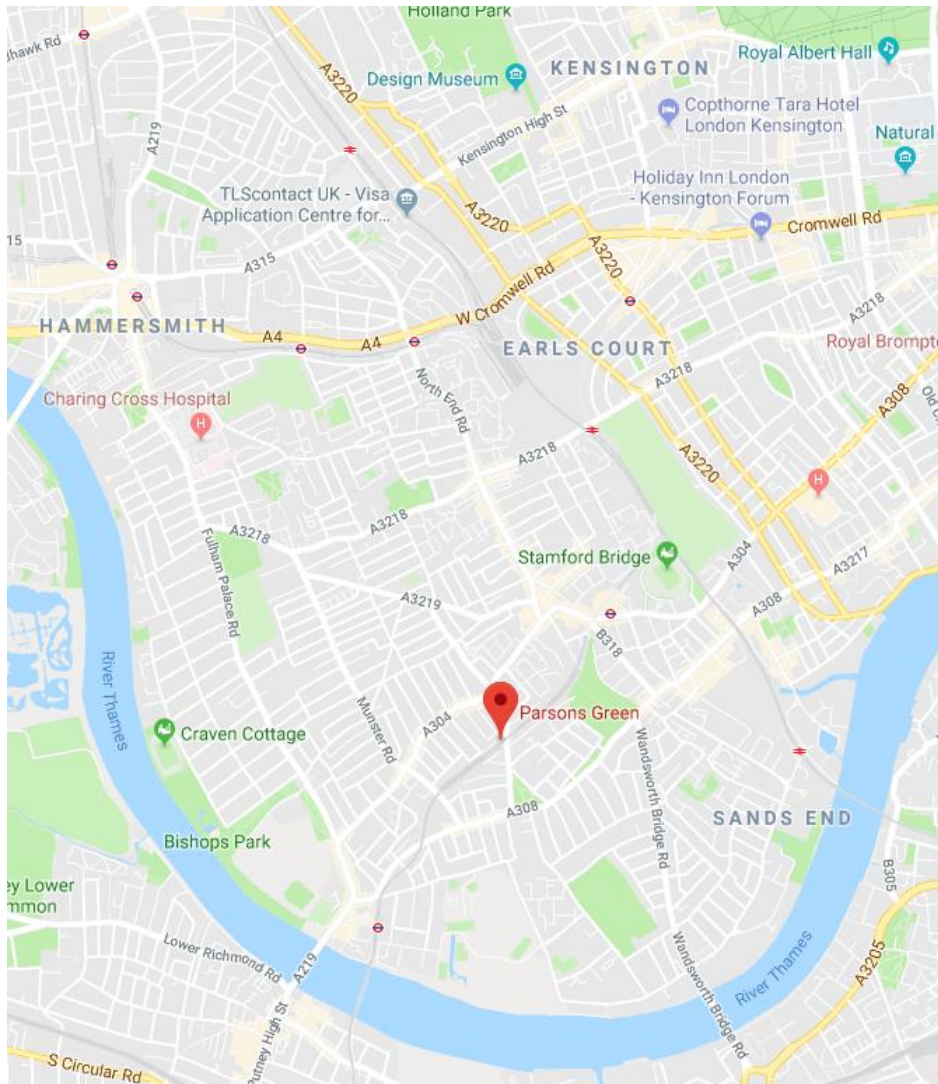 Holland Park
hawk Rd
A3220
Design Museum
KENSINGTON
Royal Albert Hall
A219
Kensington High St
Copthorne Tara Hotel
London Kensington
Natural
TLScontact UK - Visa
Application Centre for...
Holiday Inn London
- Kensington Forum
A3220
Cromwell Rd
A3220
15
A315
W Cromwell Rd
A3218
HAMMERSMITH
A4
A4
EARLS COURT
Royal Brompt
A3218
North End Rd
Charing Cross Hospital
H
A308
Old C
A3218
A3220
H
A3218
A3218
Fulham Palace Rd
Stamford Bridge
A304
A3217
A3219
A308
B318
River Thames
Munster Rd
A304
Parsons Green
Craven Cottage
Wandsworth Bridge Rd
A308
SANDS END
Bishops Park
B305
ey Lower
mmon
Lower Richmond Rd
A219
Wandsworth Bridge Rd
River Thames
A3205
Putney High St
S Circular Rd